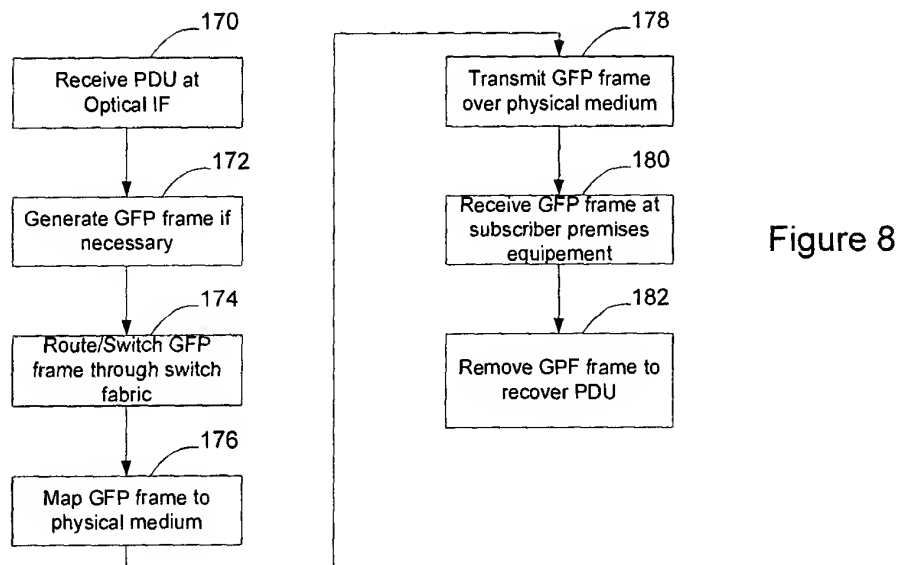 170
Receive PDU at
Optical IF
172
Generate GFP frame if
necessary
174
Route/Switch GFP
frame through switch
fabric
176
Map GFP frame to
physical medium
178
Transmit GFP frame
over physical medium
180
Receive GFP frame at
subscriber premises
equipement
182
Remove GPF frame to
recover PDU
Figure 8